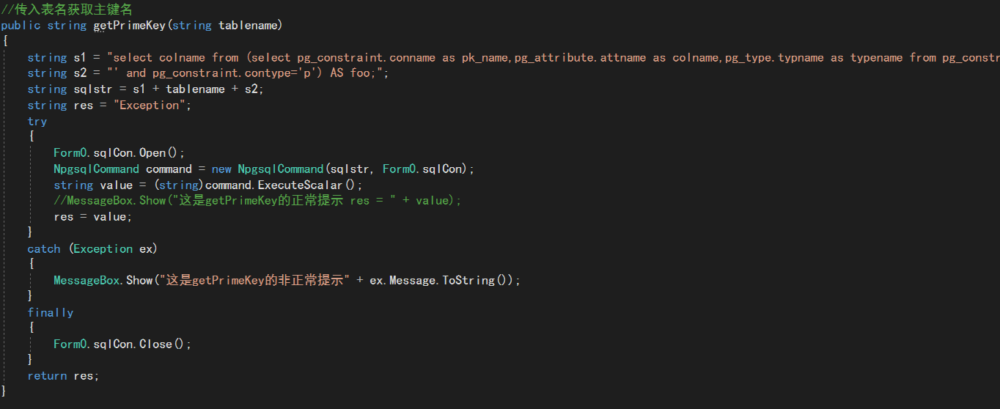 //传入表名获取主键名
public string getPrimeKey(string tablename)
{
string s1 = "select colname from (select pg_constraint.conname as pk_name,pg_attribute.attname as colname,pg_type.typname as typename from pg_constr
string s2 = "' and pg_constraint.contype='p') AS foo;";
string sqlstr = s1 + tablename + s2;
string res = "Exception";
try
{
Form0.sqlCon.Open();
NpgsqlCommand command = new NpgsqlCommand(sqlstr, Form0.sqlCon);
string value = (string)command.ExecuteScalar();
//MessageBox.Show("这是getPrimeKey的正常提示 res = " + value);
res = value;
}
catch (Exception ex)
{
MessageBox.Show("这是getPrimeKey的非正常提示" + ex.Message.ToString());
}
finally
{
Form0.sqlCon.Close();
}
return res;
}